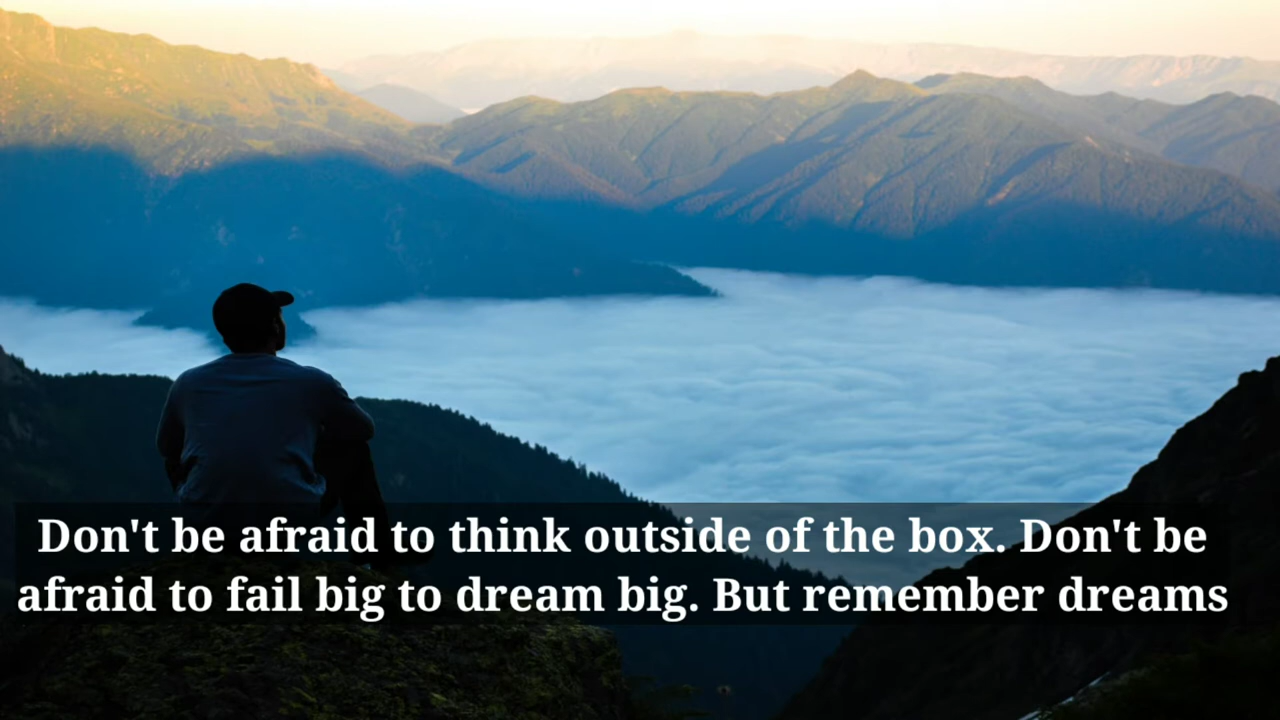 Don't be afraid to think outside of the box. Don't be
afraid to fail big to dream big. But remember dreams